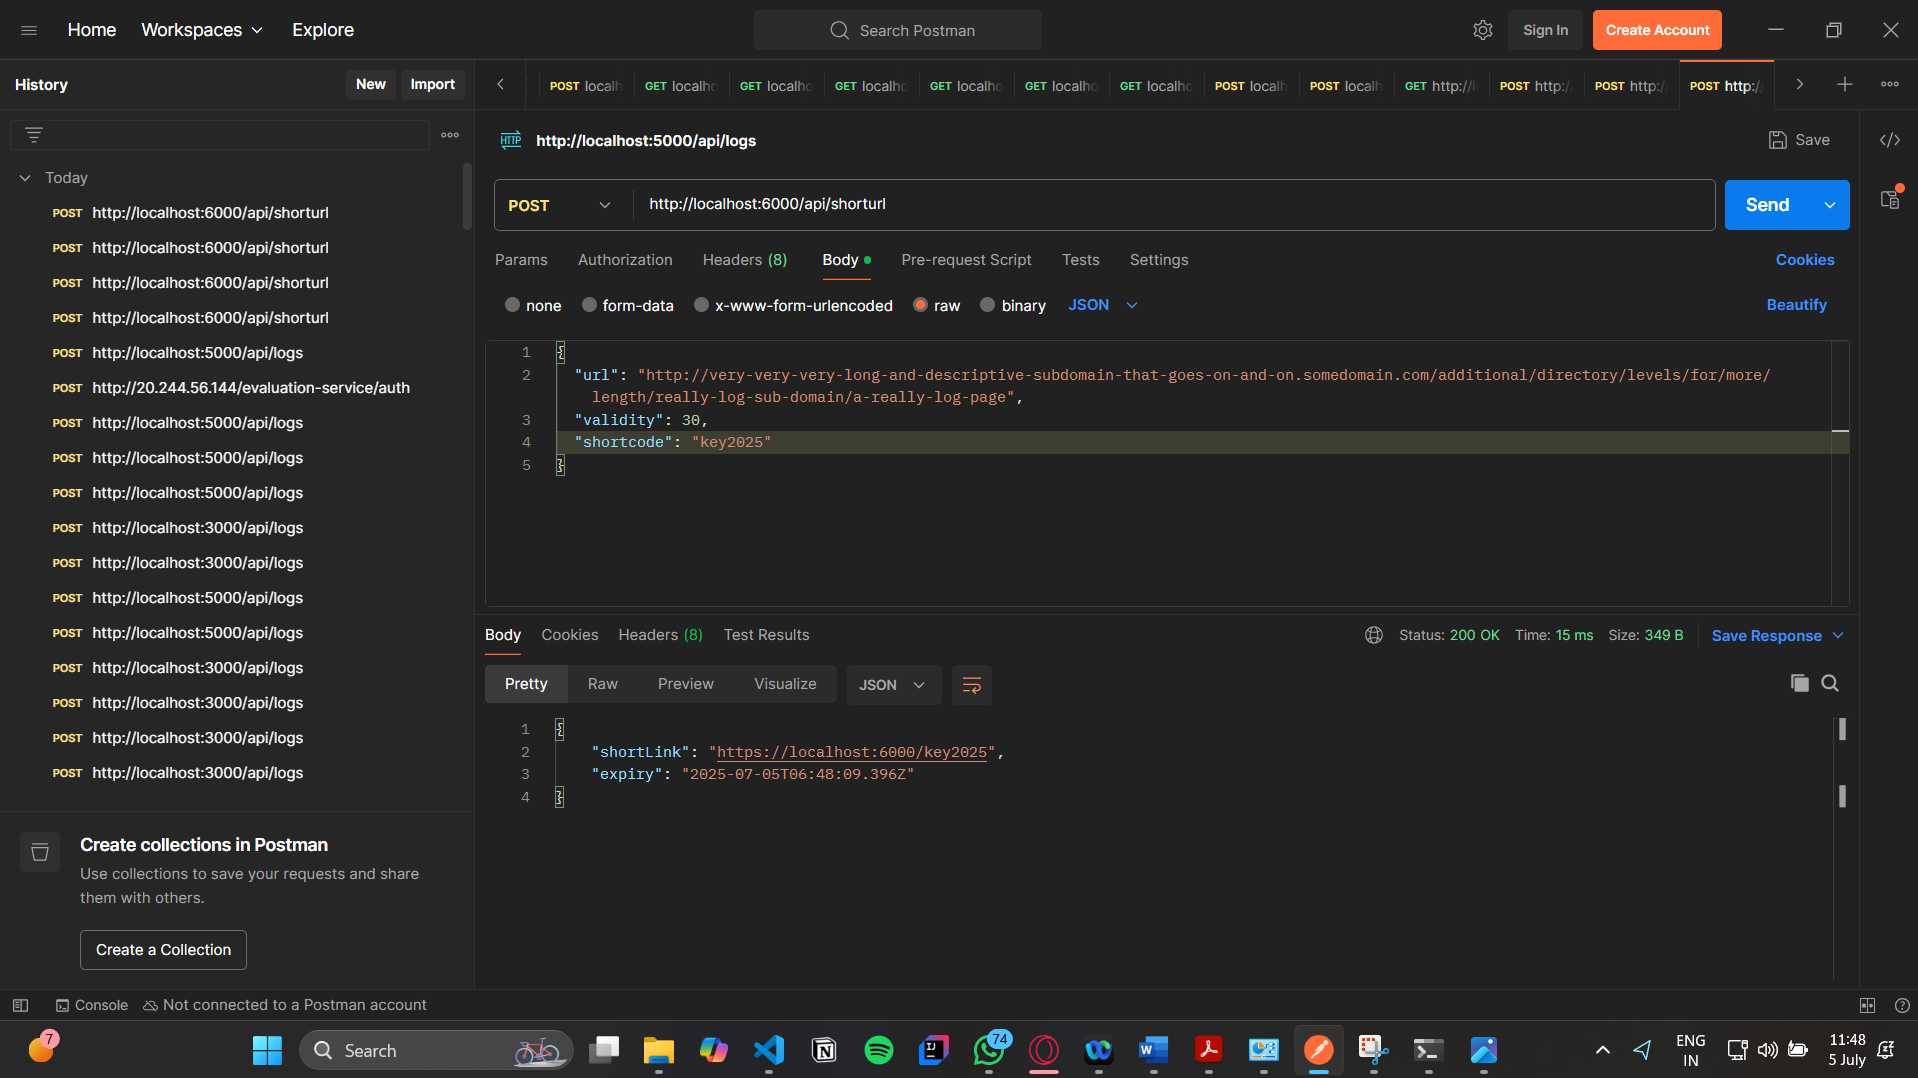 Home
Workspaces
Explore
Search Postman
Sign In
Create Account
History
New
Import
POST localh
GET localho
GET localho
GET localho
GET localho
GET localho
GET localho
POST localh
POST localh
GET http://l
POST http:/
POST http:/
POST http:/
HTTP
http://localhost:5000/api/logs
Save
Today
POST http://localhost:6000/api/shorturl
POST http://localhost:6000/api/shorturl
POST http://localhost:6000/api/shorturl
POST http://localhost:6000/api/shorturl
POST http://localhost:5000/api/logs
POST http://20.244.56.144/evaluation-service/auth
POST http://localhost:5000/api/logs
POST http://localhost:5000/api/logs
POST http://localhost:5000/api/logs
POST http://localhost:3000/api/logs
POST http://localhost:3000/api/logs
POST http://localhost:5000/api/logs
POST http://localhost:5000/api/logs
POST http://localhost:3000/api/logs
POST http://localhost:3000/api/logs
POST http://localhost:3000/api/logs
POST http://localhost:3000/api/logs
Create collections in Postman
Use collections to save your requests and share
them with others.
Create a Collection
POST
http://localhost:6000/api/shorturl
Send
Params
Authorization
Headers (8)
Body
Pre-request Script
Tests
Settings
Cookies
none
form-data
x-www-form-urlencoded
raw
binary
JSON
Beautify
1 {
2 "url": "http://very-very-very-long-and-descriptive-subdomain-that-goes-on-and-on.somedomain.com/additional/directory/levels/for/more/
length/really-log-sub-domain/a-really-log-page",
3 "validity": 30,
4 "shortcode": "key2025"
5 }
Body
Cookies
Headers (8)
Test Results
Status: 200 OK
Time: 15 ms
Size: 349 B
Save Response
Pretty
Raw
Preview
Visualize
JSON
1 {
2 "shortLink": "https://localhost:6000/key2025",
3 "expiry": "2025-07-05T06:48:09.396Z"
4 }
Console
Not connected to a Postman account
7
Search
74
ENG
IN
11:48
5 July